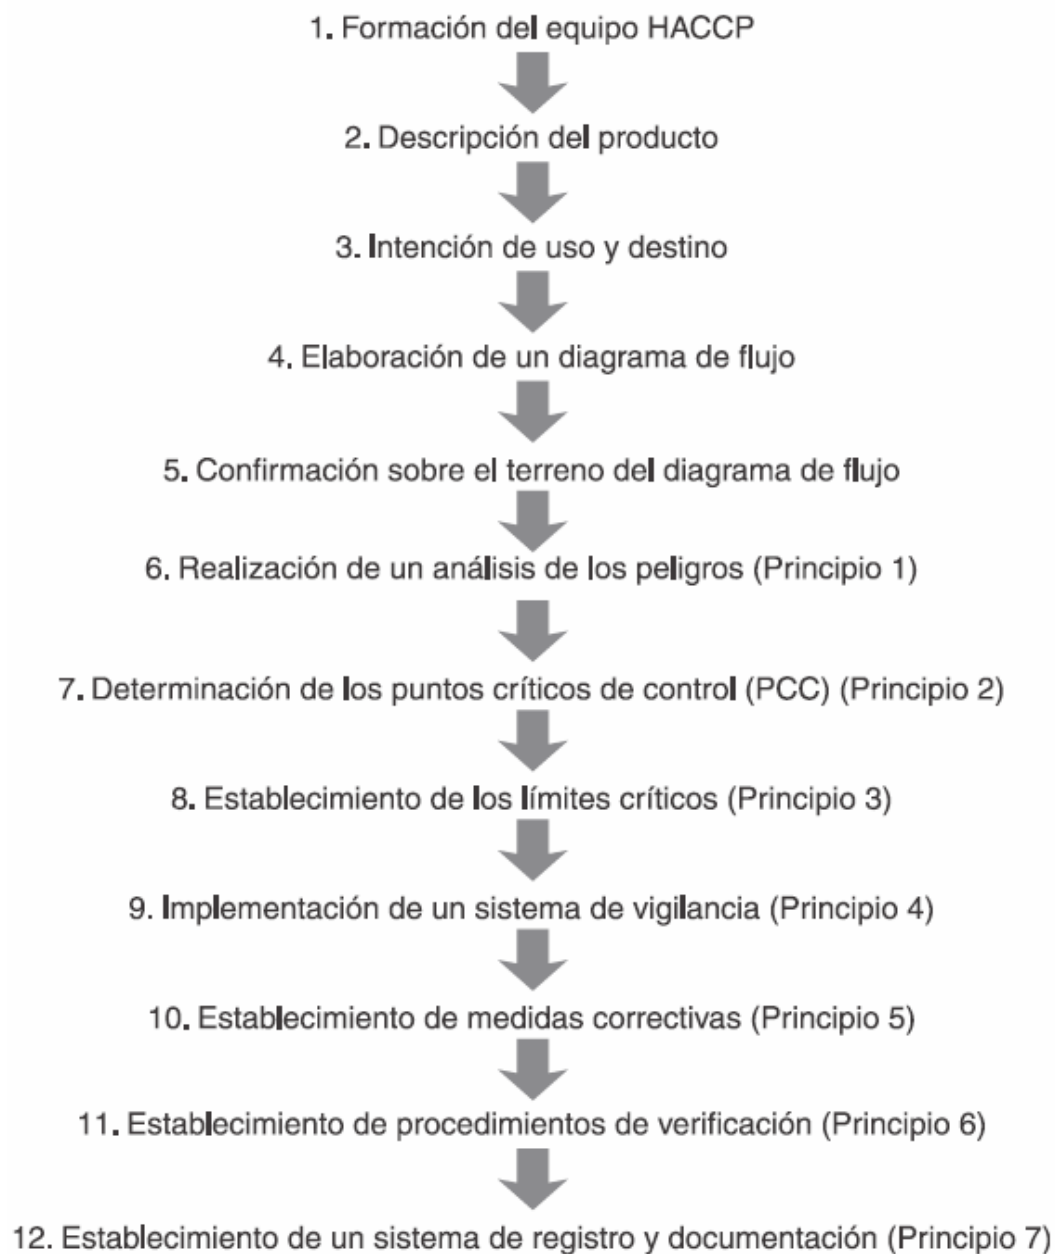 1. Formación del equipo HACCP
2. Descripción del producto
3. Intención de uso y destino
4. Elaboración de un diagrama de flujo
5. Confirmación sobre el terreno del diagrama de flujo
6. Realización de un análisis de los peligros (Principio 1)
7. Determinación de los puntos críticos de control (PCC) (Principio 2)
8. Establecimiento de los límites críticos (Principio 3)
9. Implementación de un sistema de vigilancia (Principio 4)
10. Establecimiento de medidas correctivas (Principio 5)
11. Establecimiento de procedimientos de verificación (Principio 6)
12. Establecimiento de un sistema de registro y documentación (Principio 7)